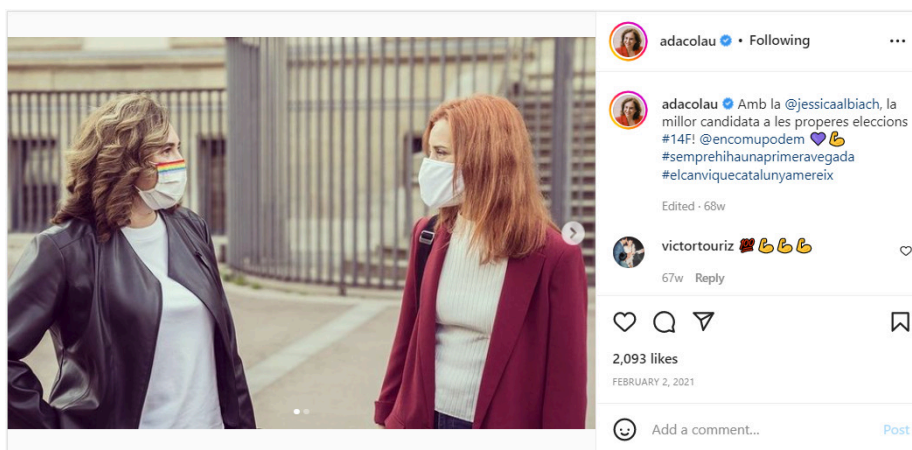 adacolau • Following
adacolau Amb la @jessicaalbiach, la
millor candidata a les properes eleccions
#14F! @encomupodem 💜💪
#semprehihaunaprimeravegada
#elcanviquecatalunyamereix
Edited · 68w
victortouriz 💯💪💪💪
67w Reply
2,093 likes
FEBRUARY 2, 2021
Add a comment...
Post